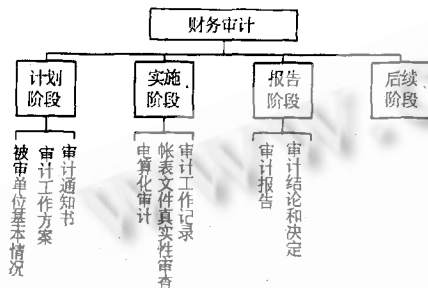 财务审计
计划
阶段
实施
阶段
报告
阶段
后续
阶段
被审单位基本情况
审计工作方案
审计通知书
电算化审计
帐表文件真实性审查
审计工作记录
审计报告
审计结论和决定